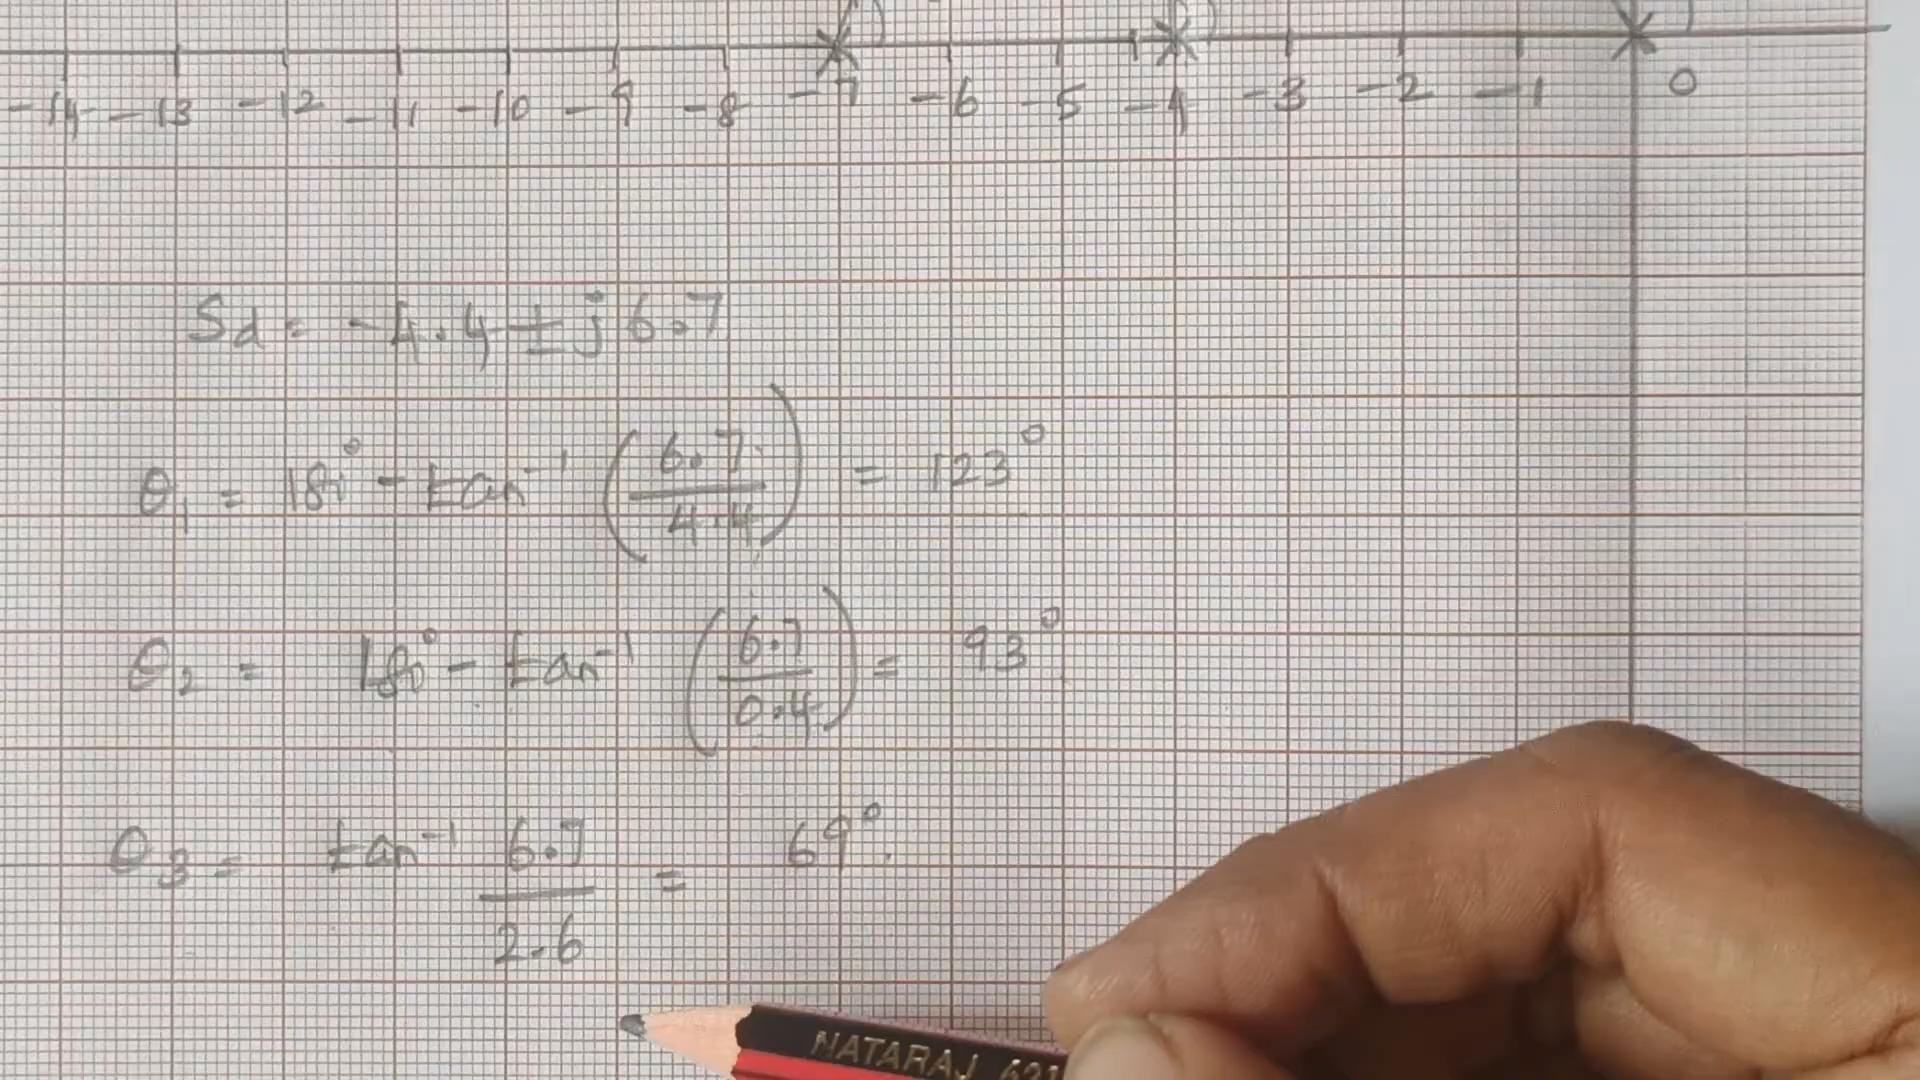 -14 -13 -12 -11 -10 -9 -8 -7 -6 -5 -4 -3 -2 -1 0
Sd = -4.4 ± j 6.7
θ1 = 180° - tan⁻¹ (6.7/4.4) = 123°
θ2 = 180° - tan⁻¹ (6.7/0.4) = 93°
θ3 = tan⁻¹ 6.7/2.6 = 69°.
NATARAJ 621